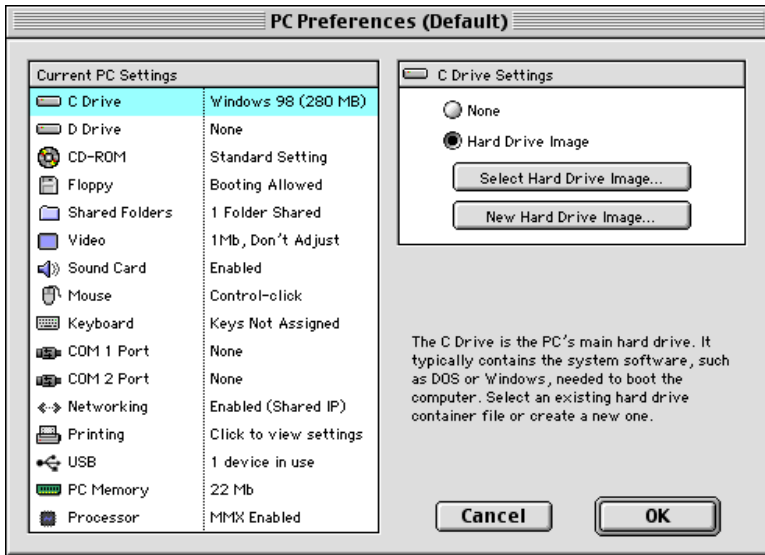 PC Preferences (Default)
Current PC Settings
C Drive Windows 98 (280 MB)
D Drive None
CD-ROM Standard Setting
Floppy Booting Allowed
Shared Folders 1 Folder Shared
Video 1Mb, Don't Adjust
Sound Card Enabled
Mouse Control-click
Keyboard Keys Not Assigned
COM 1 Port None
COM 2 Port None
Networking Enabled (Shared IP)
Printing Click to view settings
USB 1 device in use
PC Memory 22 Mb
Processor MMX Enabled
C Drive Settings
None
Hard Drive Image
Select Hard Drive Image...
New Hard Drive Image...
The C Drive is the PC's main hard drive. It
typically contains the system software, such
as DOS or Windows, needed to boot the
computer. Select an existing hard drive
container file or create a new one.
Cancel
OK